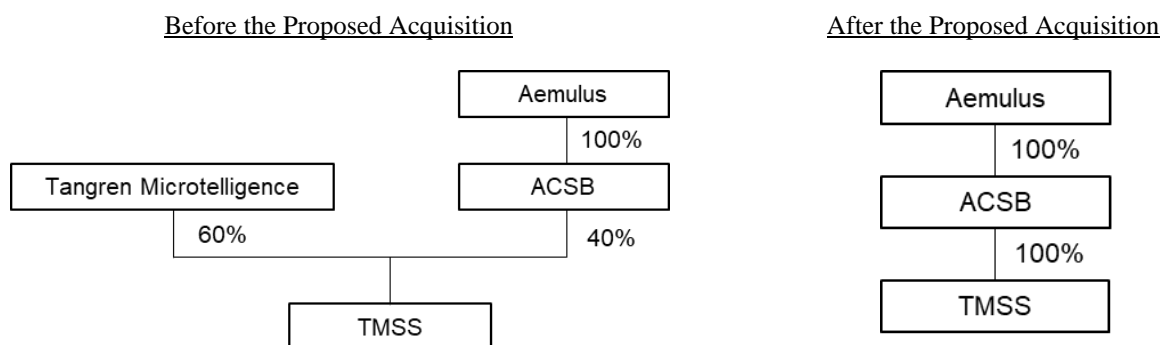 Before the Proposed Acquisition
Aemulus
100%
Tangren Microtelligence
ACSB
60%
40%
TMSS
After the Proposed Acquisition
Aemulus
100%
ACSB
100%
TMSS